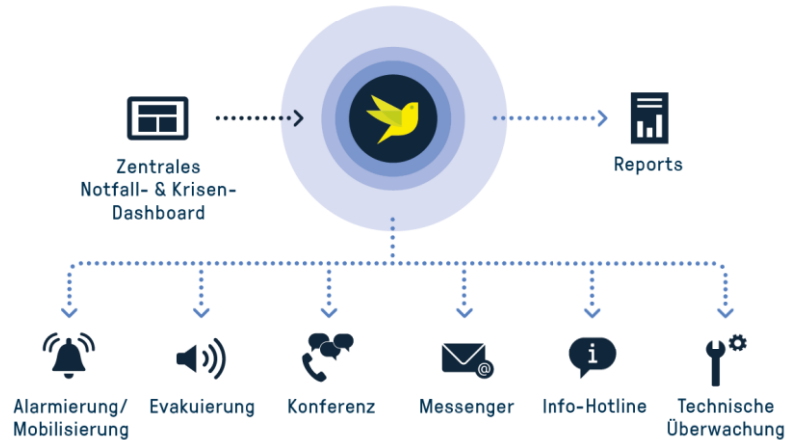 Zentrales
Notfall- & Krisen-
Dashboard
Reports
Alarmierung/
Mobilisierung
Evakuierung
Konferenz
@
Messenger
i
Info-Hotline
Technische
Überwachung